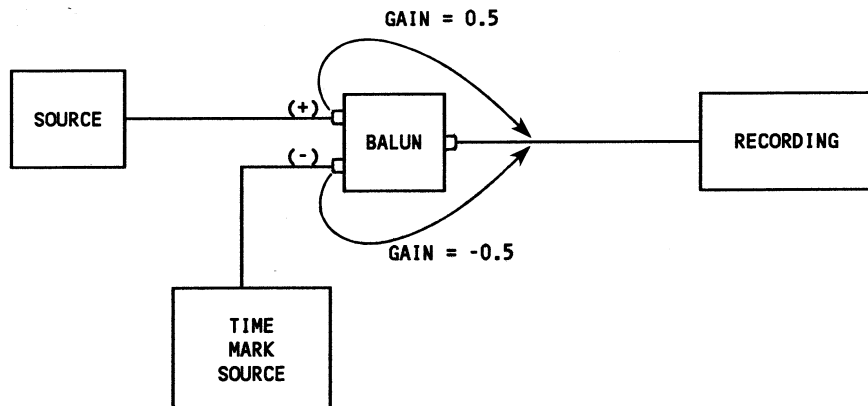 GAIN = 0.5
SOURCE
(+)
(-)
BALUN
RECORDING
GAIN = -0.5
TIME
MARK
SOURCE